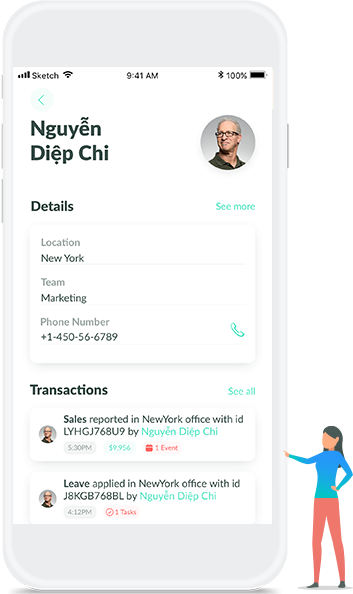 Sketch 9:41 AM 100%
Nguyễn
Diệp Chi
Details See more
Location
New York
Team
Marketing
Phone Number
+1-450-56-6789
Transactions See all
Sales reported in NewYork office with id
LYHGJ768U9 by Nguyễn Diệp Chi
5:30PM $9,956 1 Event
Leave applied in NewYork office with id
J8KGB768BL by Nguyễn Diệp Chi
4:12PM 1 Tasks